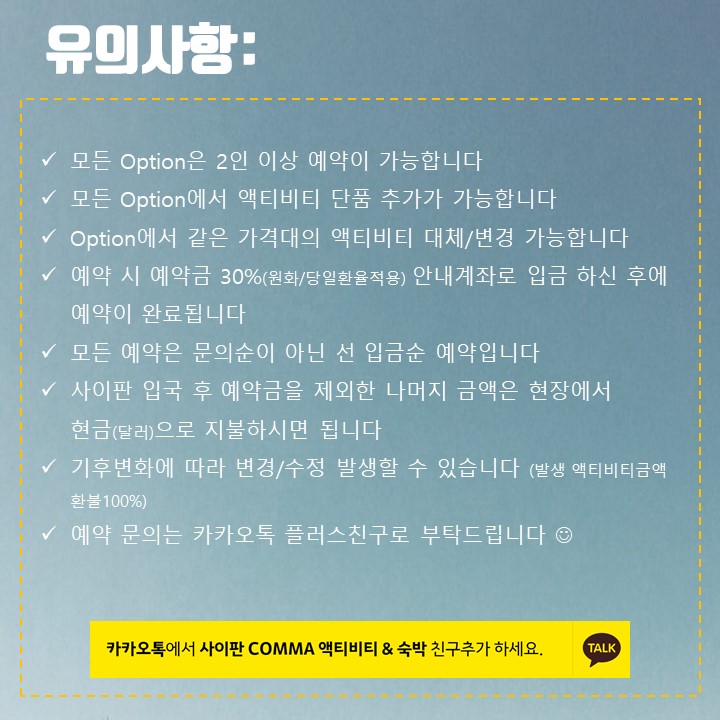 유의사항:
✓ 모든 Option은 2인 이상 예약이 가능합니다
✓ 모든 Option에서 액티비티 단품 추가가 가능합니다
✓ Option에서 같은 가격대의 액티비티 대체/변경 가능합니다
✓ 예약 시 예약금 30%(원화/당일환율적용) 안내계좌로 입금 하신 후에
예약이 완료됩니다
✓ 모든 예약은 문의순이 아닌 선 입금순 예약입니다
✓ 사이판 입국 후 예약금을 제외한 나머지 금액은 현장에서
현금(달러)으로 지불하시면 됩니다
✓ 기후변화에 따라 변경/수정 발생할 수 있습니다 (발생 액티비티금액
환불100%)
✓ 예약 문의는 카카오톡 플러스친구로 부탁드립니다 ☺
카카오톡에서 사이판 COMMA 액티비티 & 숙박 친구추가 하세요. TALK